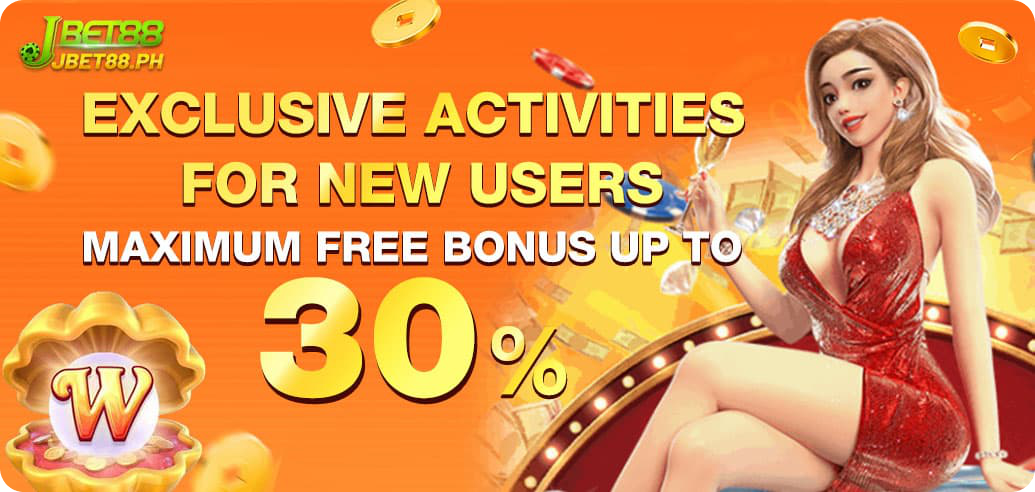 JBET88
JBET88.PH
EXCLUSIVE ACTIVITIES
FOR NEW USERS
MAXIMUM FREE BONUS UP TO
30%
W